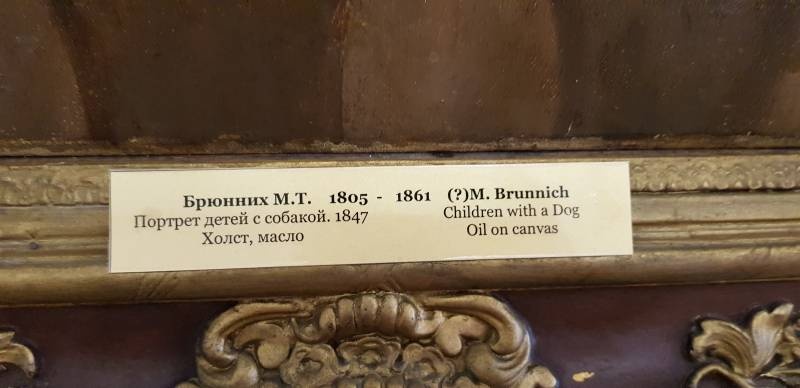 Брюнних М.Т. 1805 - 1861 (?)M. Brunnich
Портрет детей с собакой. 1847 Children with a Dog
Холст, масло Oil on canvas